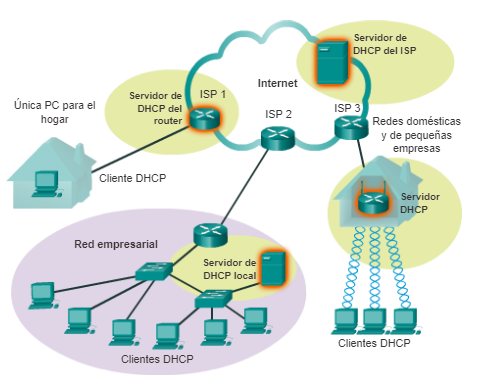 Servidor de
DHCP del ISP
Internet
Servidor de
DHCP del
router
ISP 1
ISP 2
ISP 3
Única PC para el
hogar
Redes domésticas
y de pequeñas
empresas
Cliente DHCP
Servidor
DHCP
Red empresarial
Servidor de
DHCP local
Clientes DHCP
Clientes DHCP